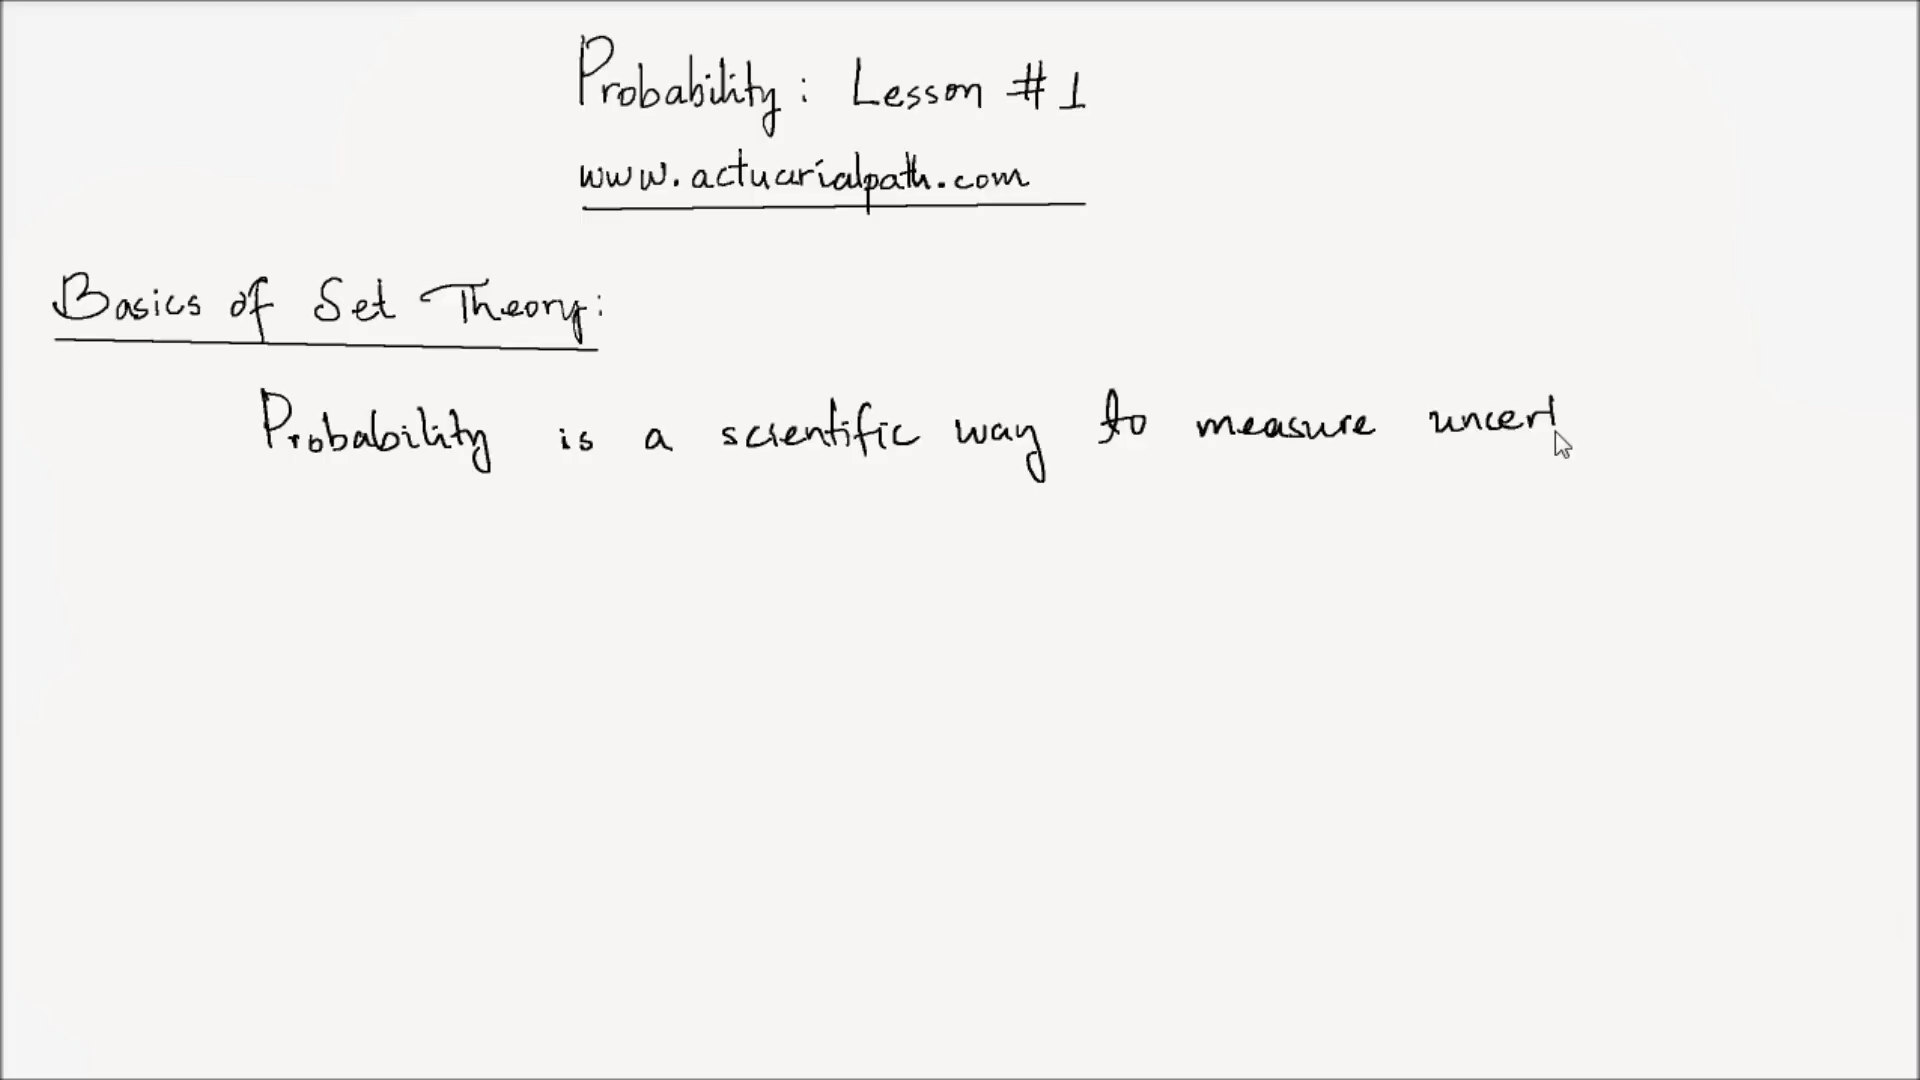 Probability: Lesson #1
www.actuarialpath.com
Basics of Set Theory:
Probability is a scientific way to measure uncert